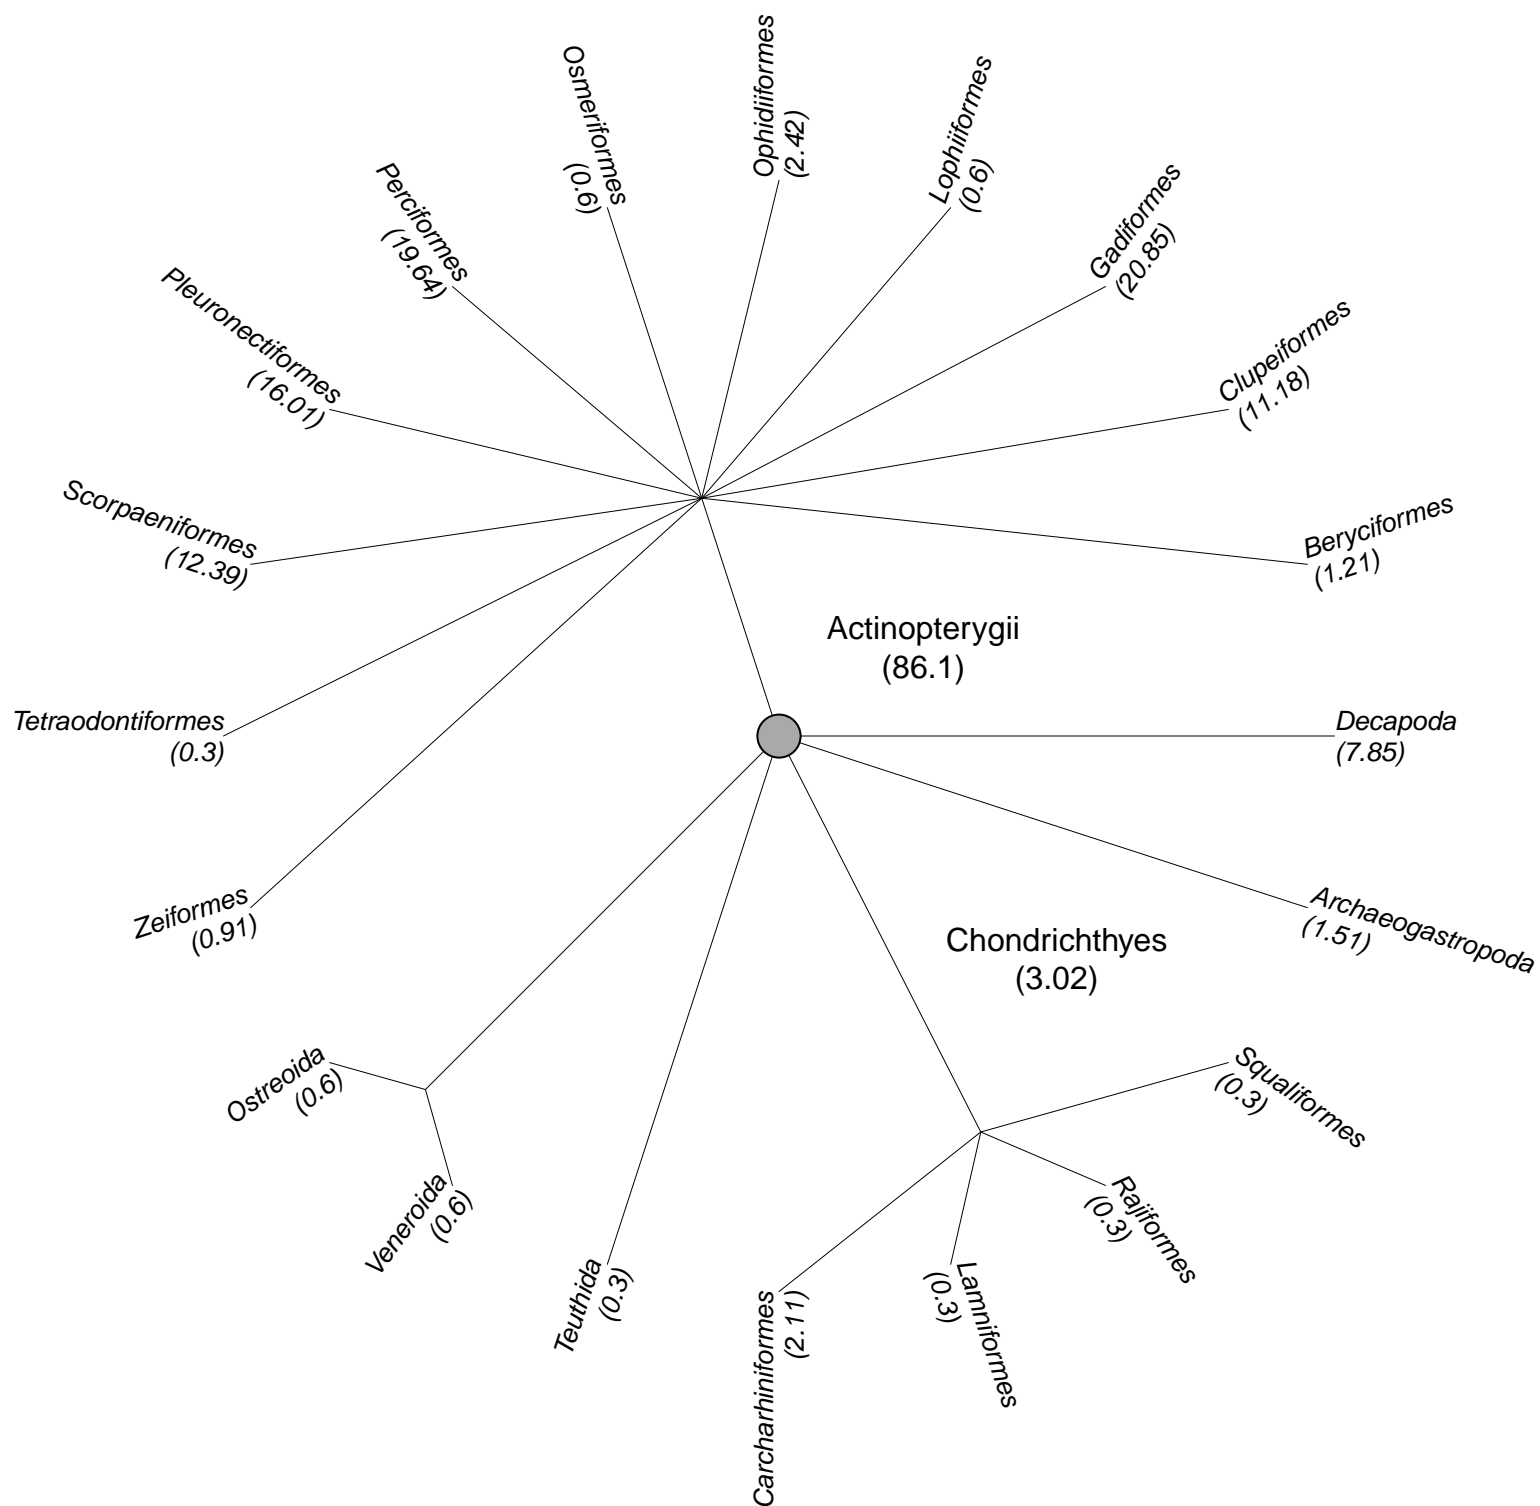 Osmeriformes
(0.6)
Ophidiiformes
(2.42)
Lophiiformes
(0.6)
Perciformes
(19.64)
Gadiformes
(20.85)
Pleuronectiformes
(16.01)
Clupeiformes
(11.18)
Scorpaeniformes
(12.39)
Beryciformes
(1.21)
Actinopterygii
(86.1)
Tetraodontiformes
(0.3)
Decapoda
(7.85)
Zeiformes
(0.91)
Archaeogastropoda
(1.51)
Chondrichthyes
(3.02)
Ostreoida
(0.6)
Squaliformes
(0.3)
Veneroida
(0.6)
Rajiformes
(0.3)
Teuthida
(0.3)
Lamniformes
(0.3)
Carcharhiniformes
(2.11)